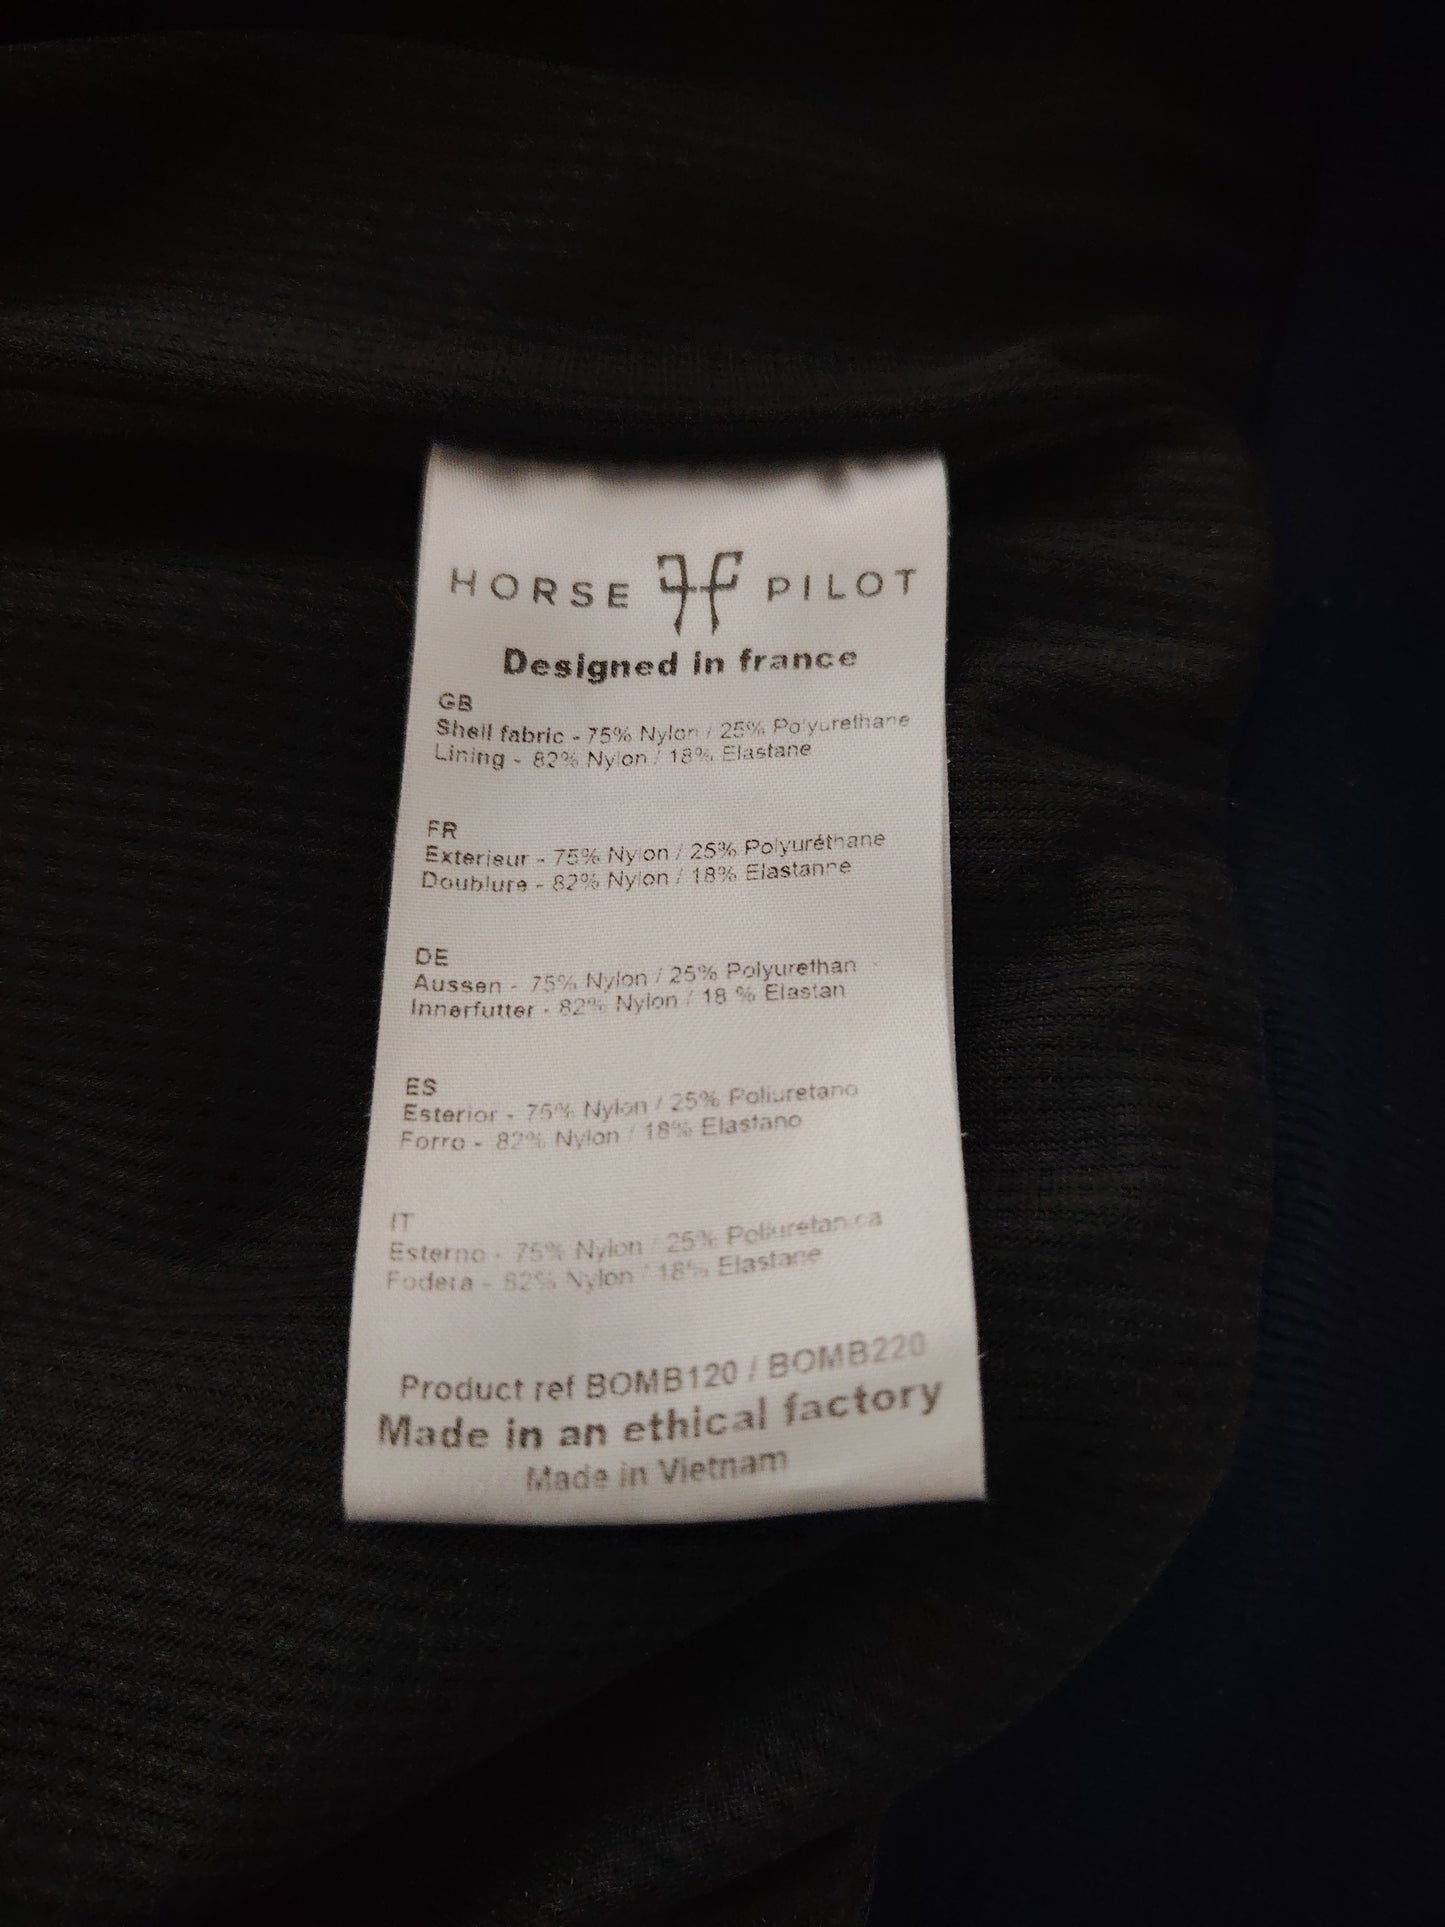 HORSE PILOT
Designed in france
GB
Shell fabric - 75% Nylon / 25% Polyurethane
Lining - 82% Nylon / 18% Elastane
FR
Exterieur - 75% Nylon / 25% Polyuréthane
Doublure - 82% Nylon / 18% Elastanne
DE
Aussen - 75% Nylon / 25% Polyurethan
Innerfutter - 82% Nylon / 18 % Elastan
ES
Esterior - 75% Nylon / 25% Poliuretano
Forro - 82% Nylon / 18% Elastano
IT
Esterno - 75% Nylon / 25% Poliuretanica
Fodera - 82% Nylon / 18% Elastane
Product ref BOMB120 / BOMB220
Made in an ethical factory
Made in Vietnam